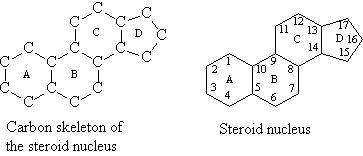 C C
C C
C D C
C C C C
C C C
A B
C C C
C C
Carbon skeleton of
the steroid nucleus
12 17
11 13 16
C D
14 15
1 9
2 10 8
A B
3 5 7
4 6
Steroid nucleus